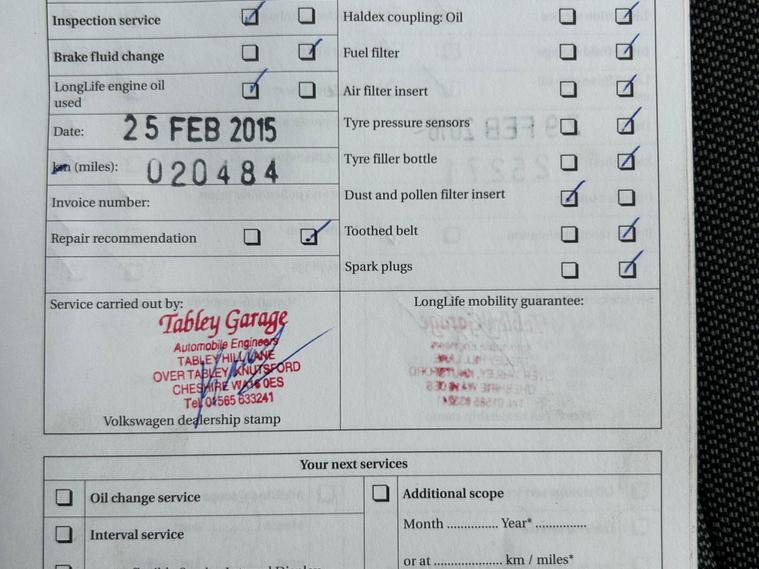 Inspection service
Brake fluid change
LongLife engine oil
used
Date: 25 FEB 2015
km (miles): 020484
Invoice number:
Repair recommendation
Haldex coupling: Oil
Fuel filter
Air filter insert
Tyre pressure sensors
Tyre filler bottle
Dust and pollen filter insert
Toothed belt
Spark plugs
Service carried out by:
Tabley Garage
Automobile Engineers
TABLEY HILL LANE
OVER TABLEY, KNUTSFORD
CHESHIRE WA16 0ES
Tel: 01565 633241
Volkswagen dealership stamp
LongLife mobility guarantee:
Your next services
Oil change service
Interval service
Additional scope
Month .............. Year* ..............
or at .................... km / miles*